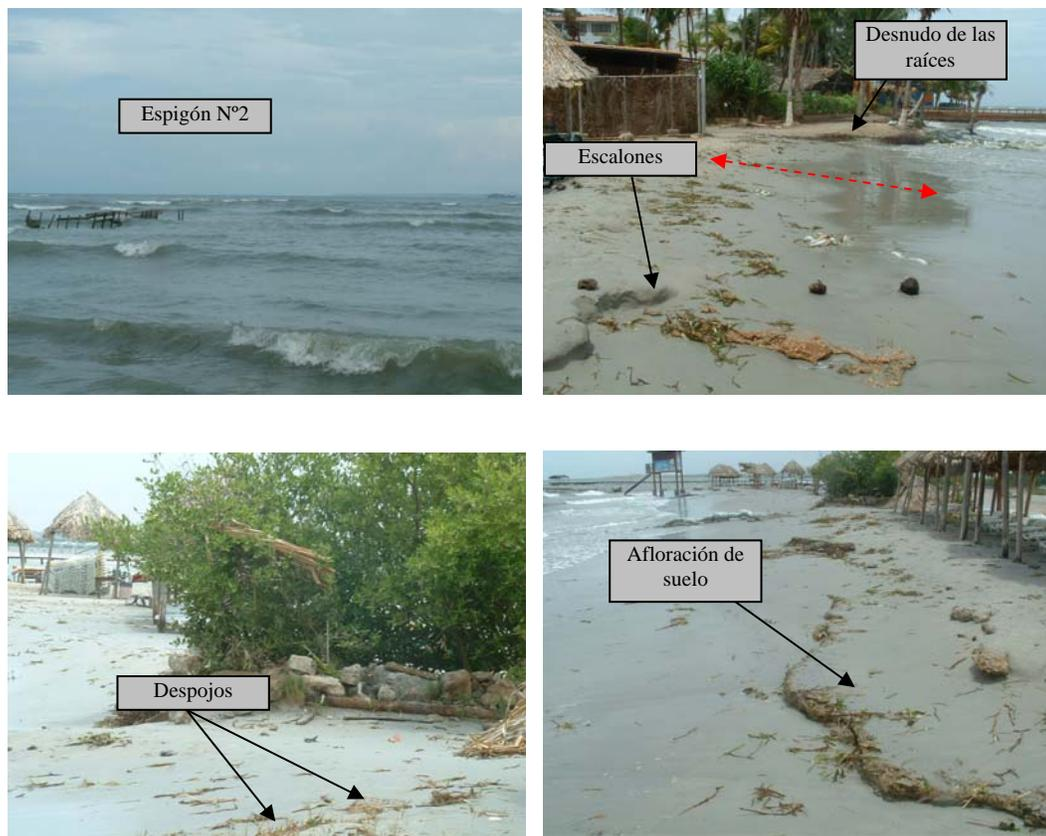 Espigón Nº2
Desnudo de las
raíces
Escalones
Despojos
Afloración de
suelo